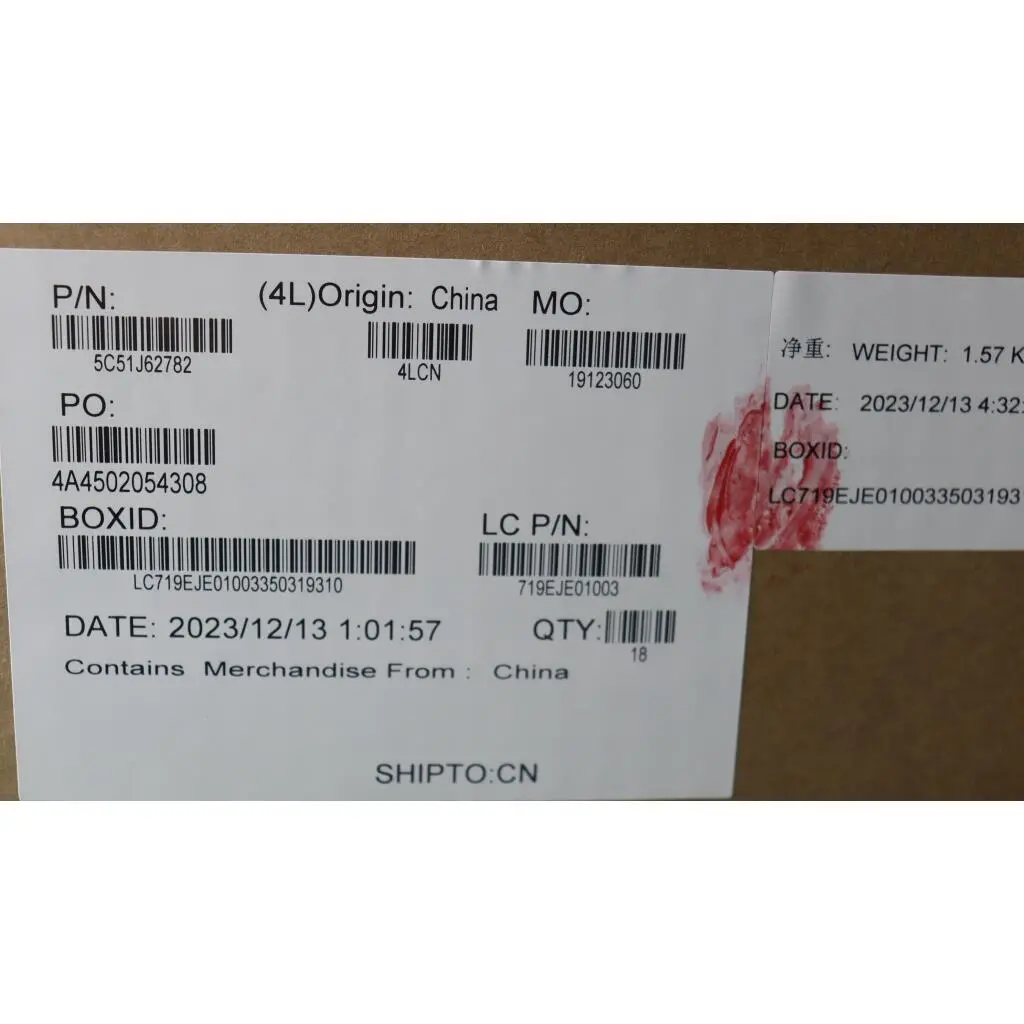 P/N:
(4L)Origin: China
MO:
5C51J62782
4LCN
19123060
PO:
4A4502054308
BOXID:
LC P/N:
LC719EJE01003350319310
719EJE01003
DATE: 2023/12/13 1:01:57
QTY:
18
Contains Merchandise From : China
SHIPTO:CN
净重: WEIGHT: 1.57 K
DATE: 2023/12/13 4:32:
BOXID:
LC719EJE010033503193